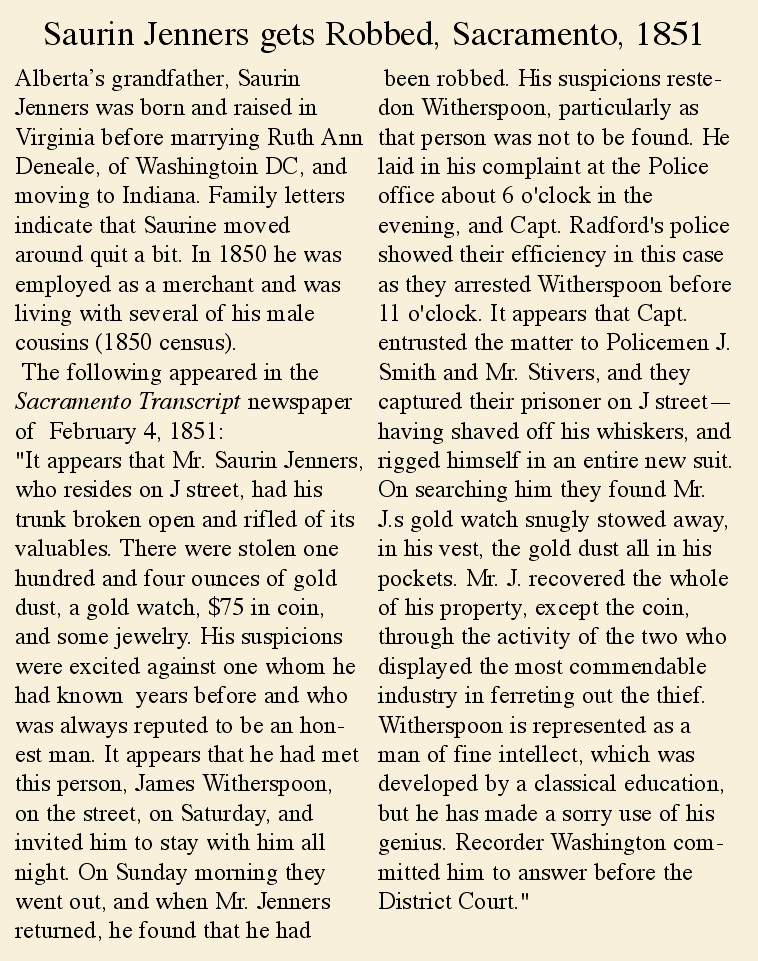 Saurin Jenners gets Robbed, Sacramento, 1851
Alberta’s grandfather, Saurin
Jenners was born and raised in
Virginia before marrying Ruth Ann
Deneale, of Washingtoin DC, and
moving to Indiana. Family letters
indicate that Saurine moved
around quit a bit. In 1850 he was
employed as a merchant and was
living with several of his male
cousins (1850 census).
The following appeared in the
Sacramento Transcript newspaper
of February 4, 1851:
"It appears that Mr. Saurin Jenners,
who resides on J street, had his
trunk broken open and rifled of its
valuables. There were stolen one
hundred and four ounces of gold
dust, a gold watch, $75 in coin,
and some jewelry. His suspicions
were excited against one whom he
had known years before and who
was always reputed to be an hon-
est man. It appears that he had met
this person, James Witherspoon,
on the street, on Saturday, and
invited him to stay with him all
night. On Sunday morning they
went out, and when Mr. Jenners
returned, he found that he had
been robbed. His suspicions reste-
don Witherspoon, particularly as
that person was not to be found. He
laid in his complaint at the Police
office about 6 o'clock in the
evening, and Capt. Radford's police
showed their efficiency in this case
as they arrested Witherspoon before
11 o'clock. It appears that Capt.
entrusted the matter to Policemen J.
Smith and Mr. Stivers, and they
captured their prisoner on J street—
having shaved off his whiskers, and
rigged himself in an entire new suit.
On searching him they found Mr.
J.s gold watch snugly stowed away,
in his vest, the gold dust all in his
pockets. Mr. J. recovered the whole
of his property, except the coin,
through the activity of the two who
displayed the most commendable
industry in ferreting out the thief.
Witherspoon is represented as a
man of fine intellect, which was
developed by a classical education,
but he has made a sorry use of his
genius. Recorder Washington com-
mitted him to answer before the
District Court."